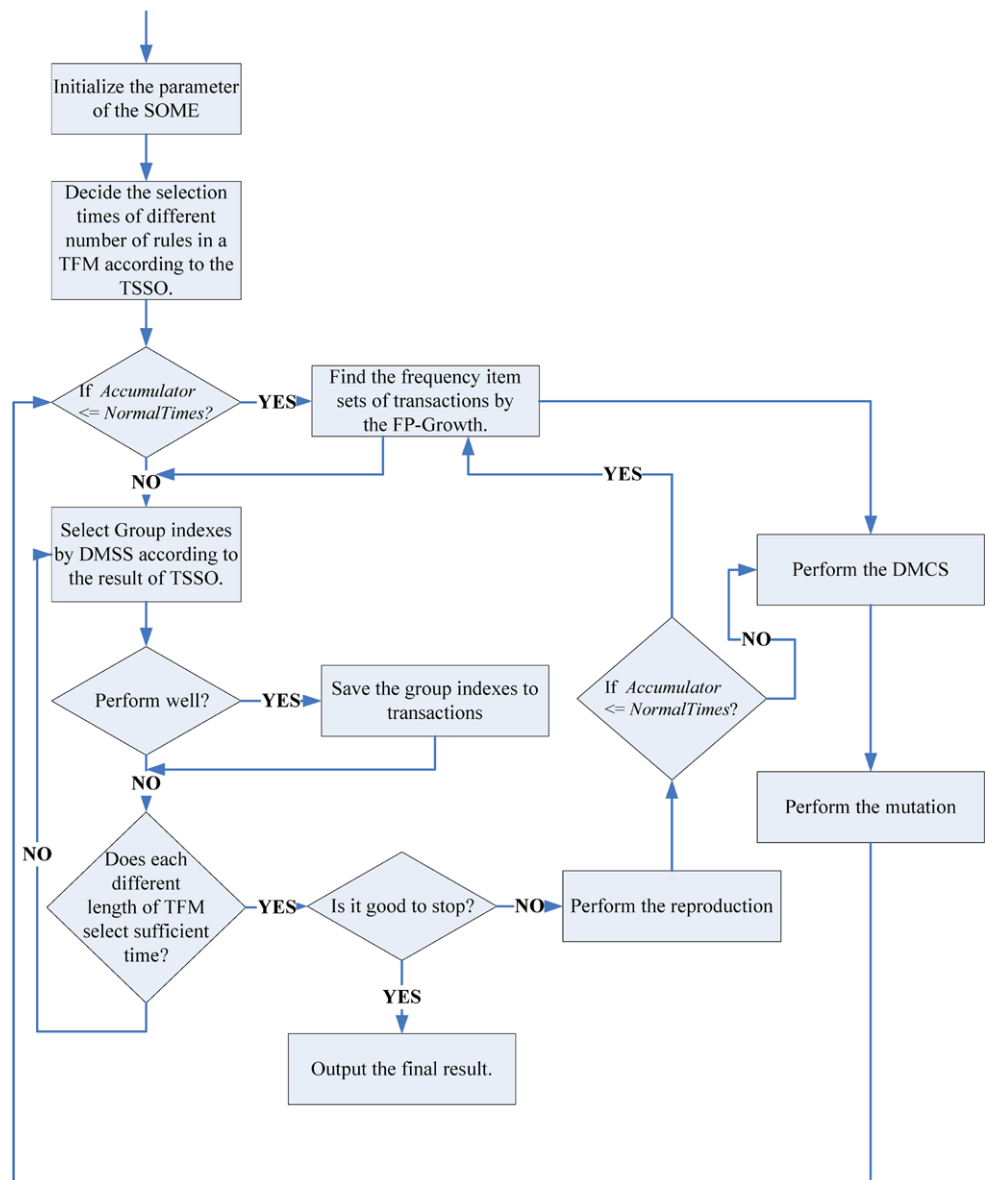 Initialize the parameter
of the SOME
Decide the selection
times of different
number of rules in a
TFM according to the
TSSO.
If Accumulator
<= NormalTimes?
YES
Find the frequency item
sets of transactions by
the FP-Growth.
NO
YES
Select Group indexes
by DMSS according to
the result of TSSO.
Perform the DMCS
NO
If Accumulator
<= NormalTimes?
Perform well?
YES
Save the group indexes to
transactions
NO
Perform the mutation
NO
Does each
different
length of TFM
select sufficient
time?
YES
Is it good to stop?
NO
Perform the reproduction
YES
Output the final result.